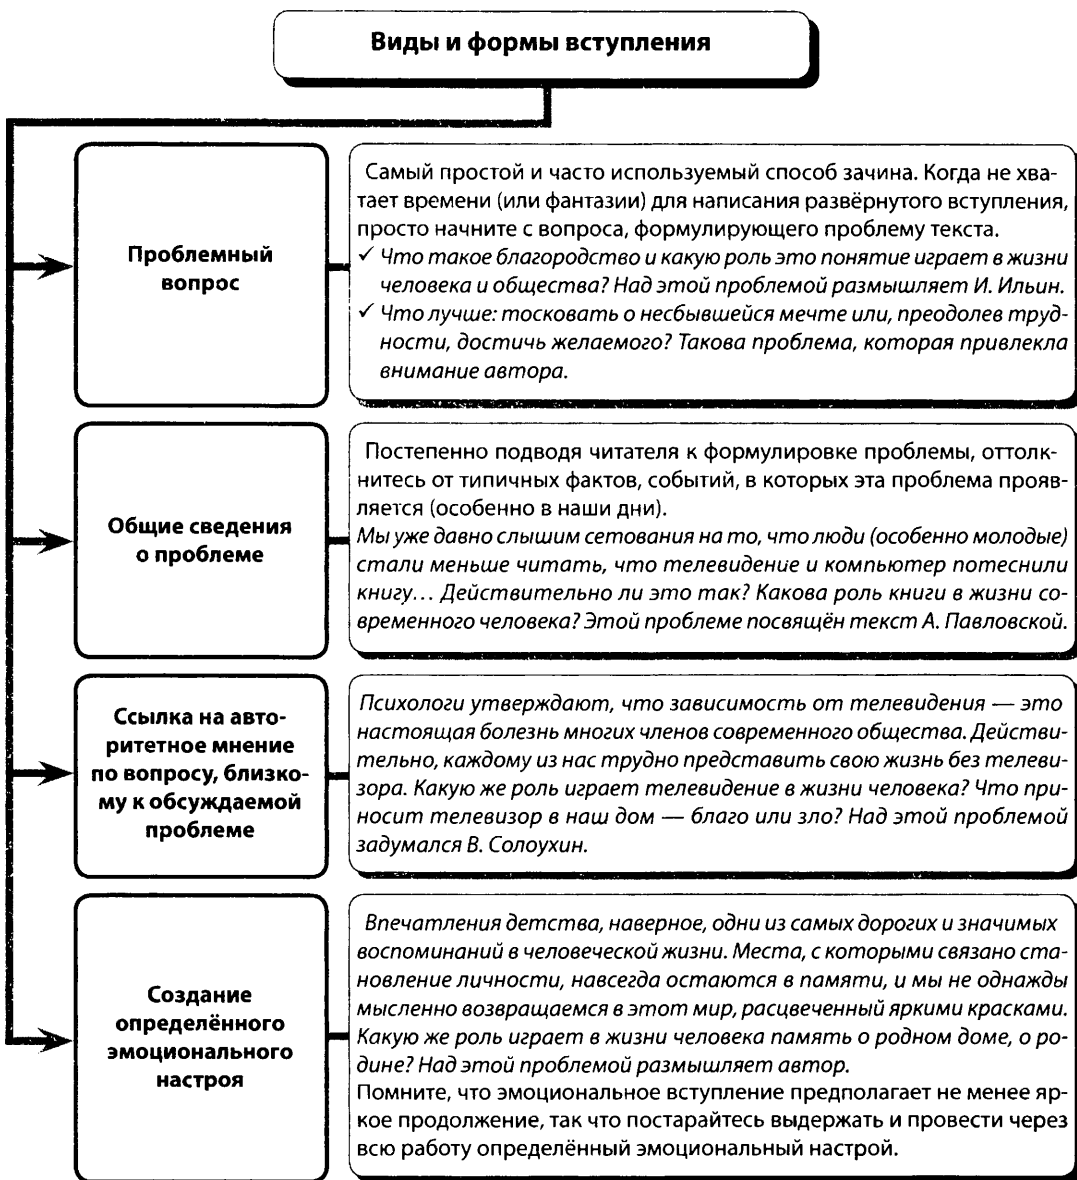 Виды и формы вступления
Проблемный
вопрос
Самый простой и часто используемый способ зачина. Когда не хва-
тает времени (или фантазии) для написания развёрнутого вступления,
просто начните с вопроса, формулирующего проблему текста.
✓ Что такое благородство и какую роль это понятие играет в жизни
человека и общества? Над этой проблемой размышляет И. Ильин.
✓ Что лучше: тосковать о несбывшейся мечте или, преодолев труд-
ности, достичь желаемого? Такова проблема, которая привлекла
внимание автора.
Общие сведения
о проблеме
Постепенно подводя читателя к формулировке проблемы, оттолк-
нитесь от типичных фактов, событий, в которых эта проблема прояв-
ляется (особенно в наши дни).
Мы уже давно слышим сетования на то, что люди (особенно молодые)
стали меньше читать, что телевидение и компьютер потеснили
книгу... Действительно ли это так? Какова роль книги в жизни со-
временного человека? Этой проблеме посвящён текст А. Павловской.
Ссылка на авто-
ритетное мнение
по вопросу, близко-
му к обсуждаемой
проблеме
Психологи утверждают, что зависимость от телевидения — это
настоящая болезнь многих членов современного общества. Действи-
тельно, каждому из нас трудно представить свою жизнь без телеви-
зора. Какую же роль играет телевидение в жизни человека? Что при-
носит телевизор в наш дом — благо или зло? Над этой проблемой
задумался В. Солоухин.
Создание
определённого
эмоционального
настроя
Впечатления детства, наверное, одни из самых дорогих и значимых
воспоминаний в человеческой жизни. Места, с которыми связано ста-
новление личности, навсегда остаются в памяти, и мы не однажды
мысленно возвращаемся в этот мир, расцвеченный яркими красками.
Какую же роль играет в жизни человека память о родном доме, о ро-
дине? Над этой проблемой размышляет автор.
Помните, что эмоциональное вступление предполагает не менее яр-
кое продолжение, так что постарайтесь выдержать и провести через
всю работу определённый эмоциональный настрой.